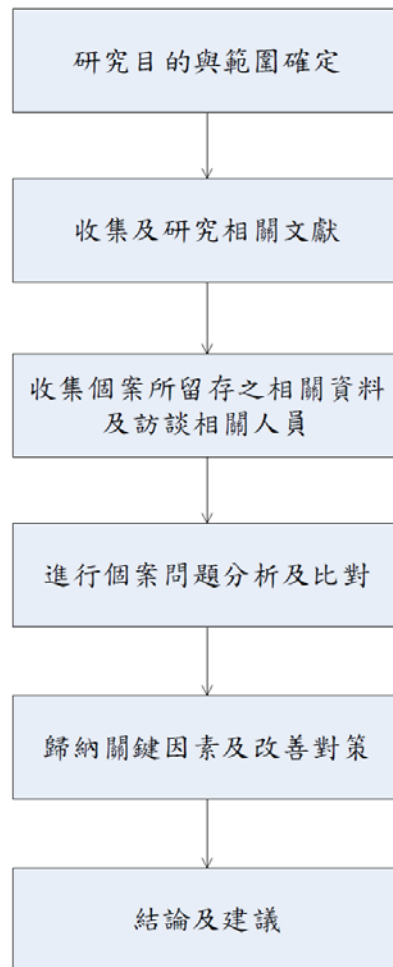 研究目的與範圍確定
收集及研究相關文獻
收集個案所留存之相關資料
及訪談相關人員
進行個案問題分析及比對
歸納關鍵因素及改善對策
結論及建議